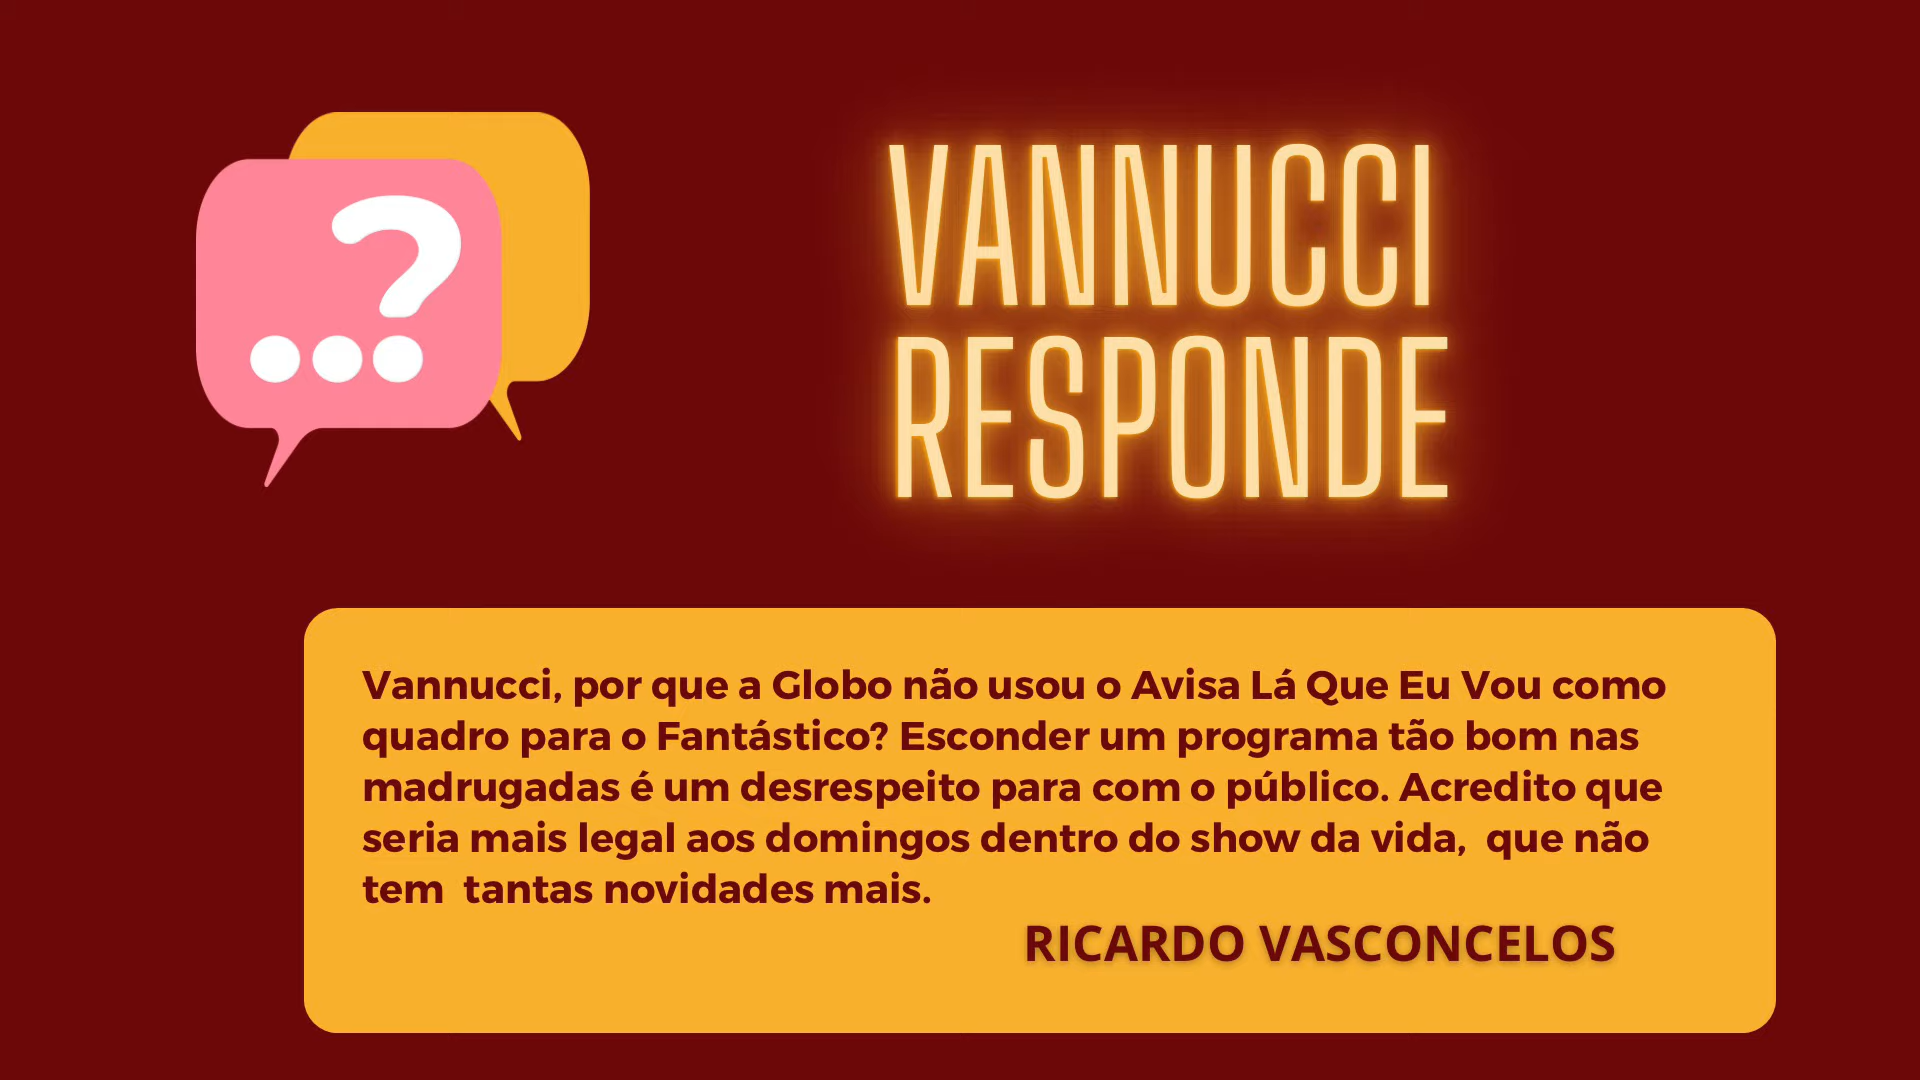 VANNUCCI
RESPONDE
Vannucci, por que a Globo não usou o Avisa Lá Que Eu Vou como
quadro para o Fantástico? Esconder um programa tão bom nas
madrugadas é um desrespeito para com o público. Acredito que
seria mais legal aos domingos dentro do show da vida,  que não
tem  tantas novidades mais.
RICARDO VASCONCELOS